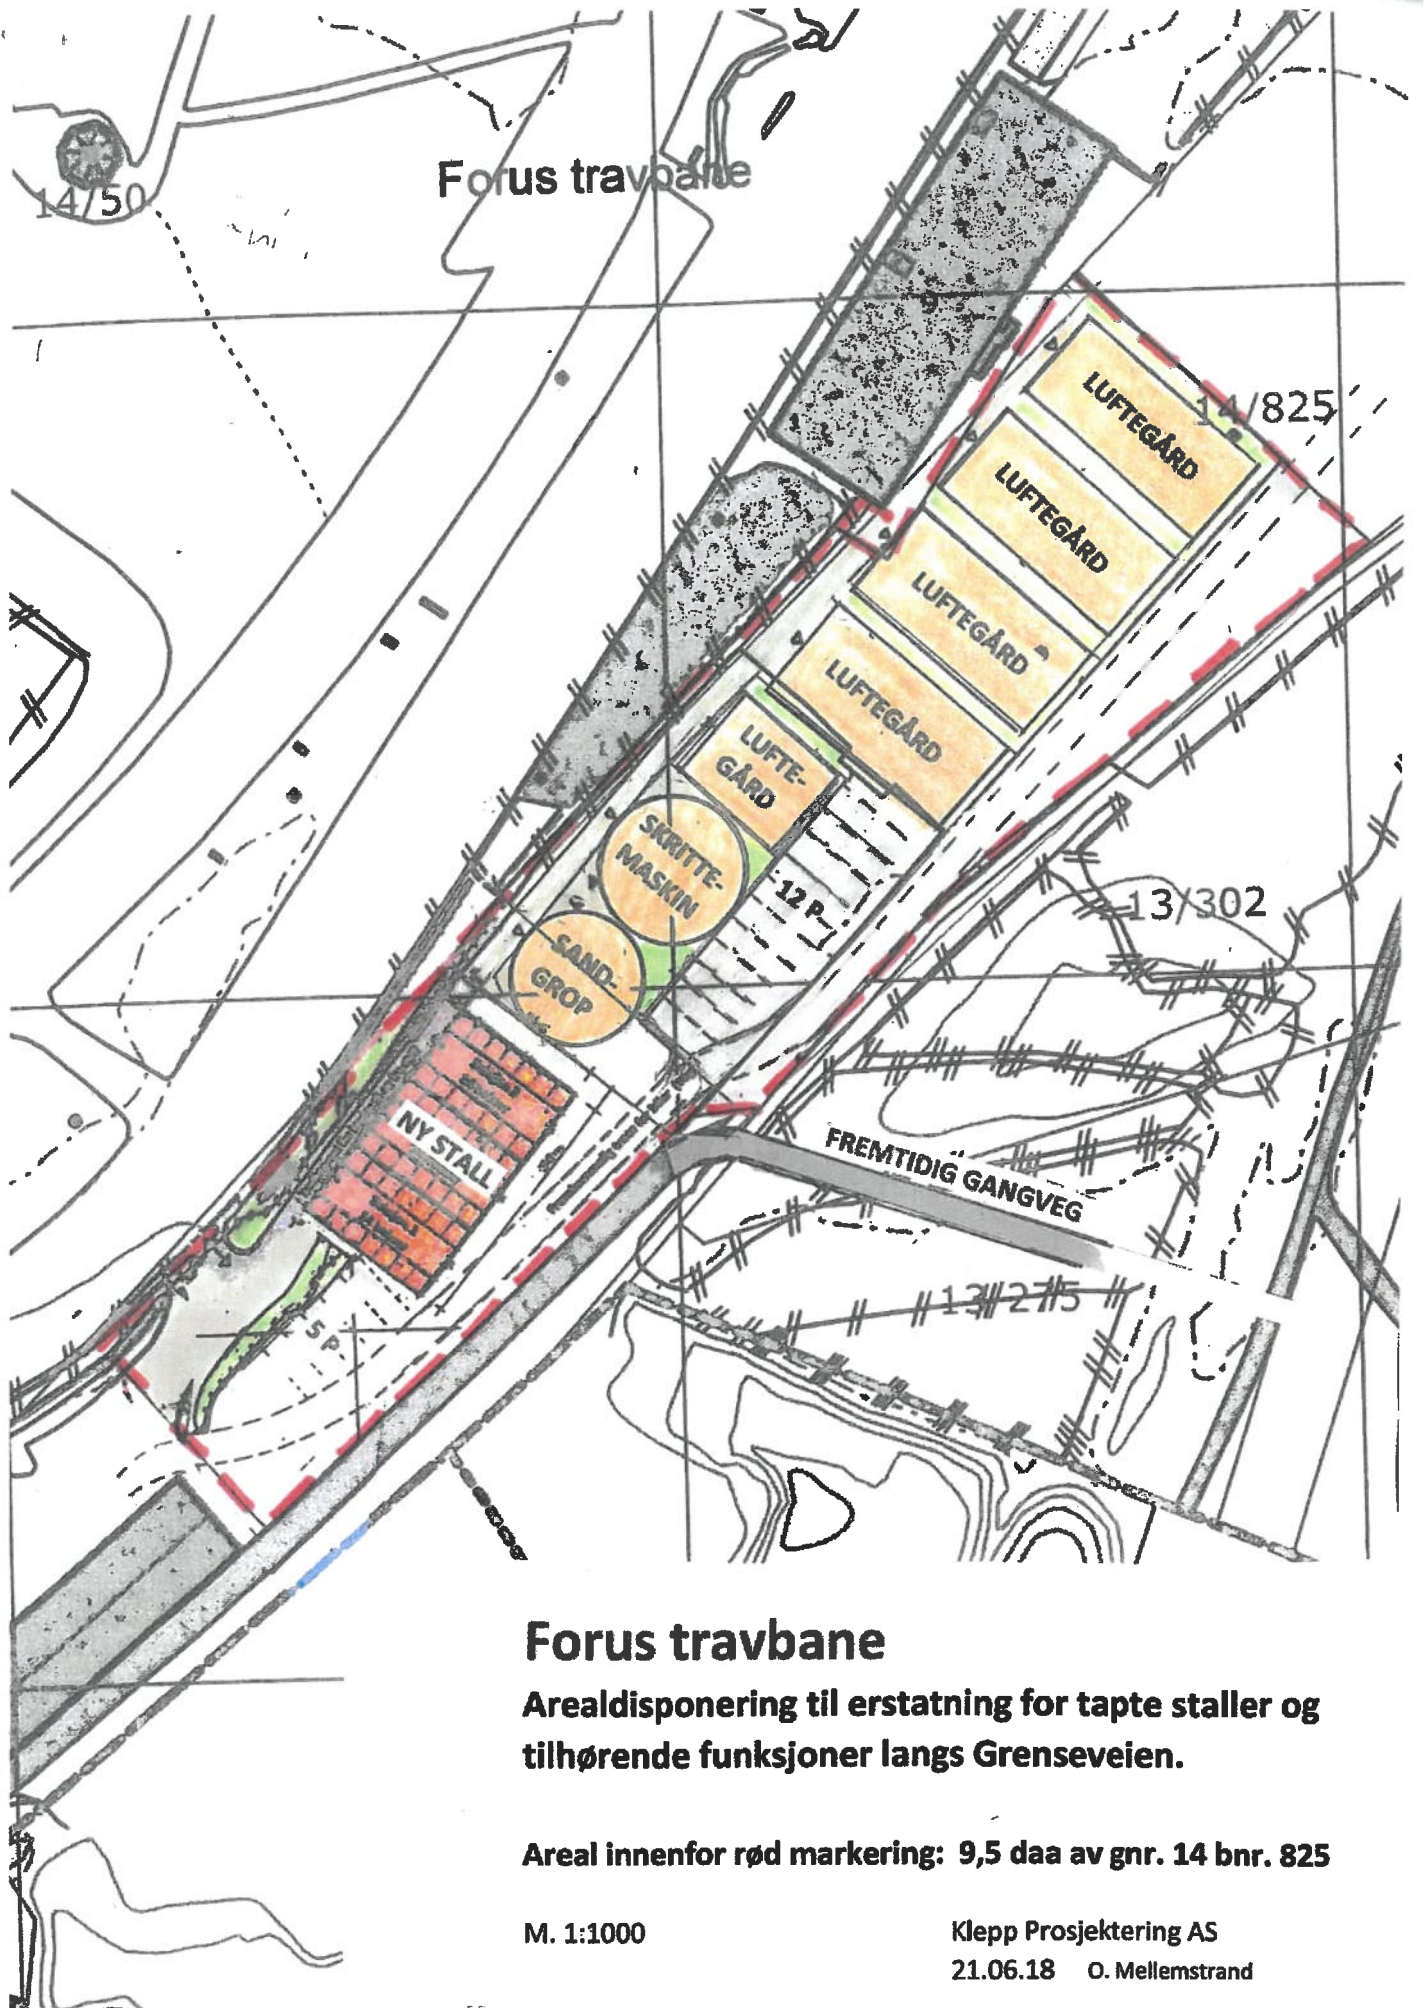 14/50
Forus travbane
14/825
LUFTEGÅRD
LUFTEGÅRD
LUFTEGÅRD
LUFTEGÅRD
LUFTE-
GÅRD
SKRITTE-
MASKIN
12 P
13/302
SAND-
GROP
NY STALL
FREMTIDIG GANGVEG
13/275
5 P
Forus travbane
Arealdisponering til erstatning for tapte staller og
tilhørende funksjoner langs Grenseveien.
Areal innenfor rød markering: 9,5 daa av gnr. 14 bnr. 825
M. 1:1000
Klepp Prosjektering AS
21.06.18 O. Mellemstrand